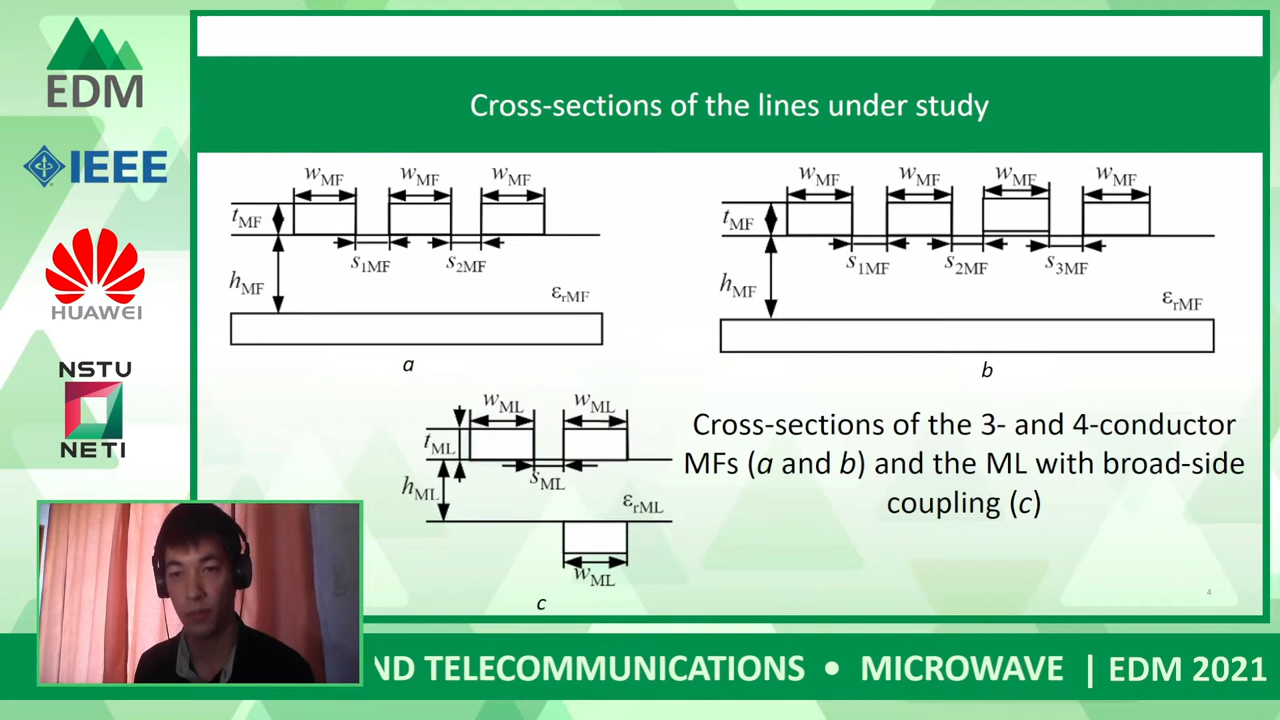 EDM
IEEE
HUAWEI
NSTU
NETI
Cross-sections of the lines under study
wMF wMF wMF
tMF
s1MF s2MF
hMF
εrMF
a
wMF wMF wMF wMF
tMF
s1MF s2MF s3MF
hMF
εrMF
b
wML wML
tML
sML
hML
εrML
wML
c
Cross-sections of the 3- and 4-conductor
MFs (a and b) and the ML with broad-side
coupling (c)
4
ND TELECOMMUNICATIONS • MICROWAVE | EDM 2021